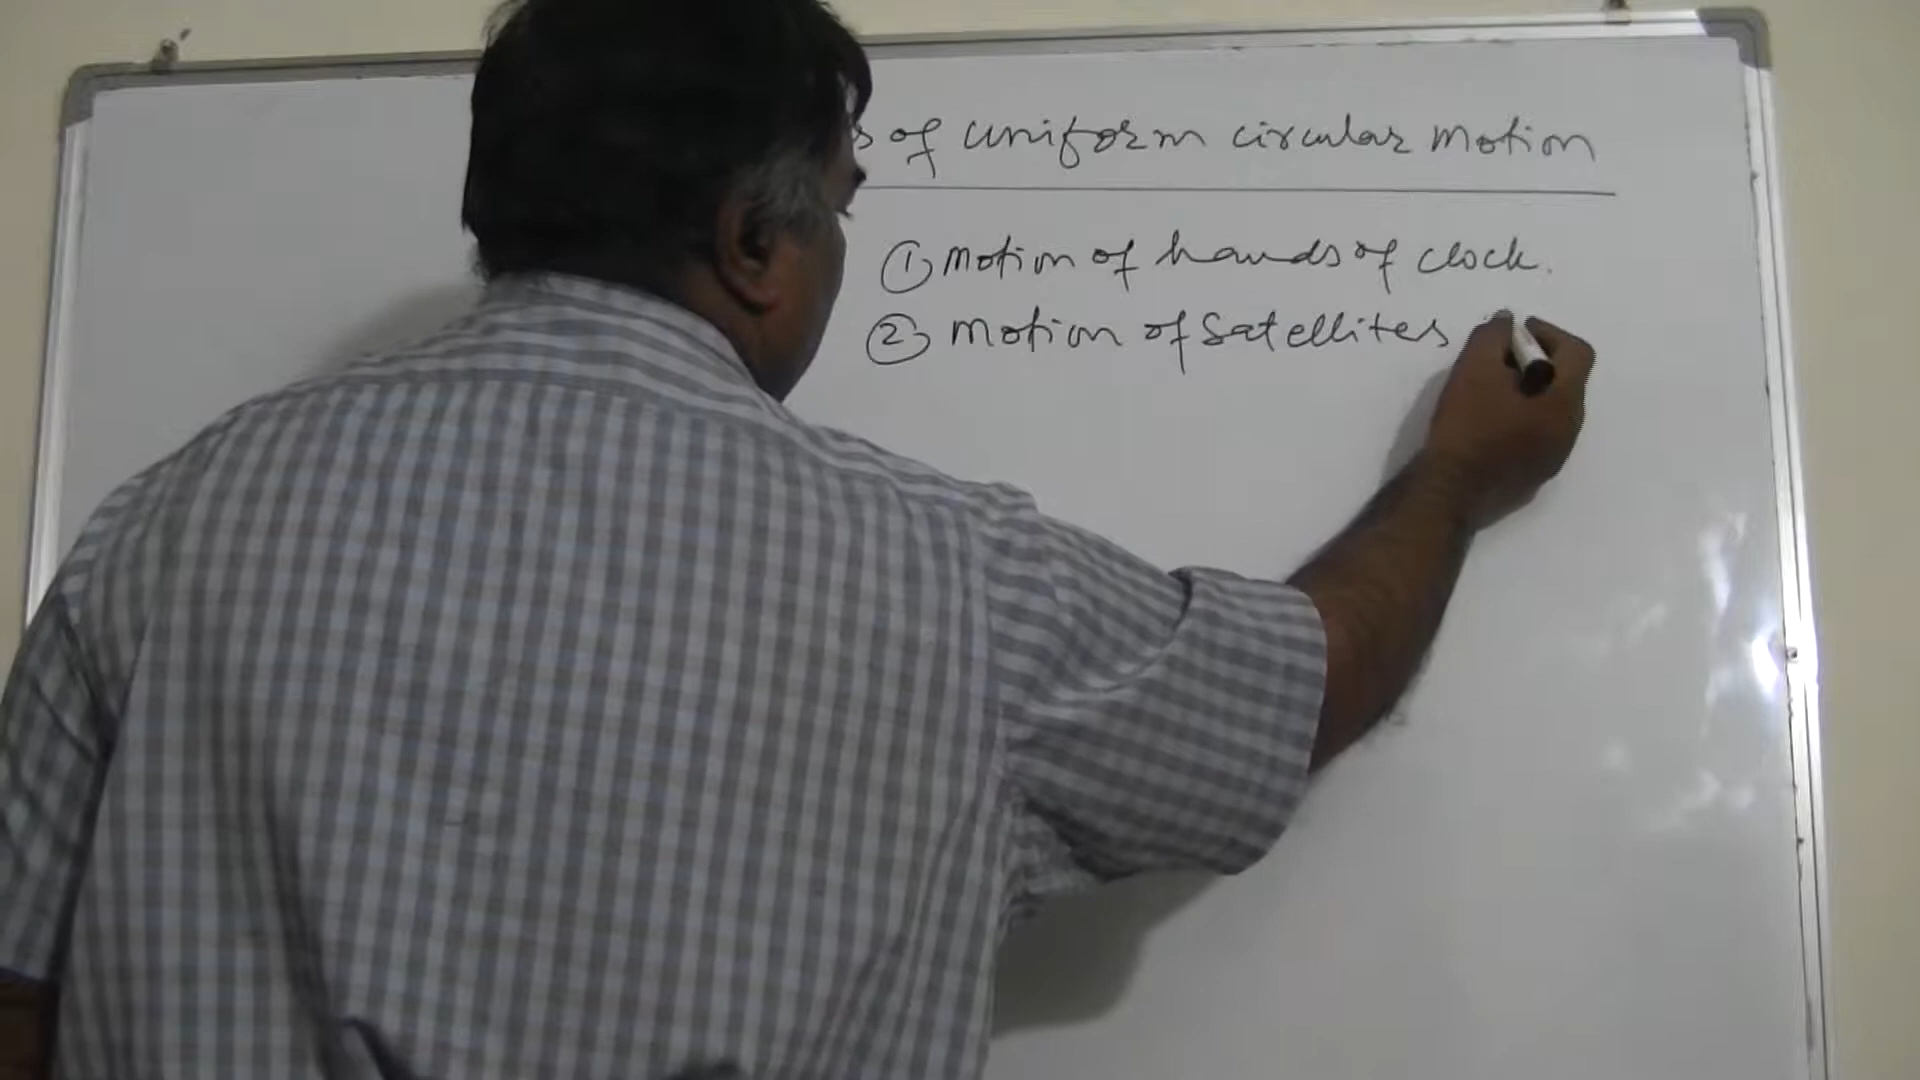 of uniform circular motion
① Motion of hands of clock.
② Motion of Satellites